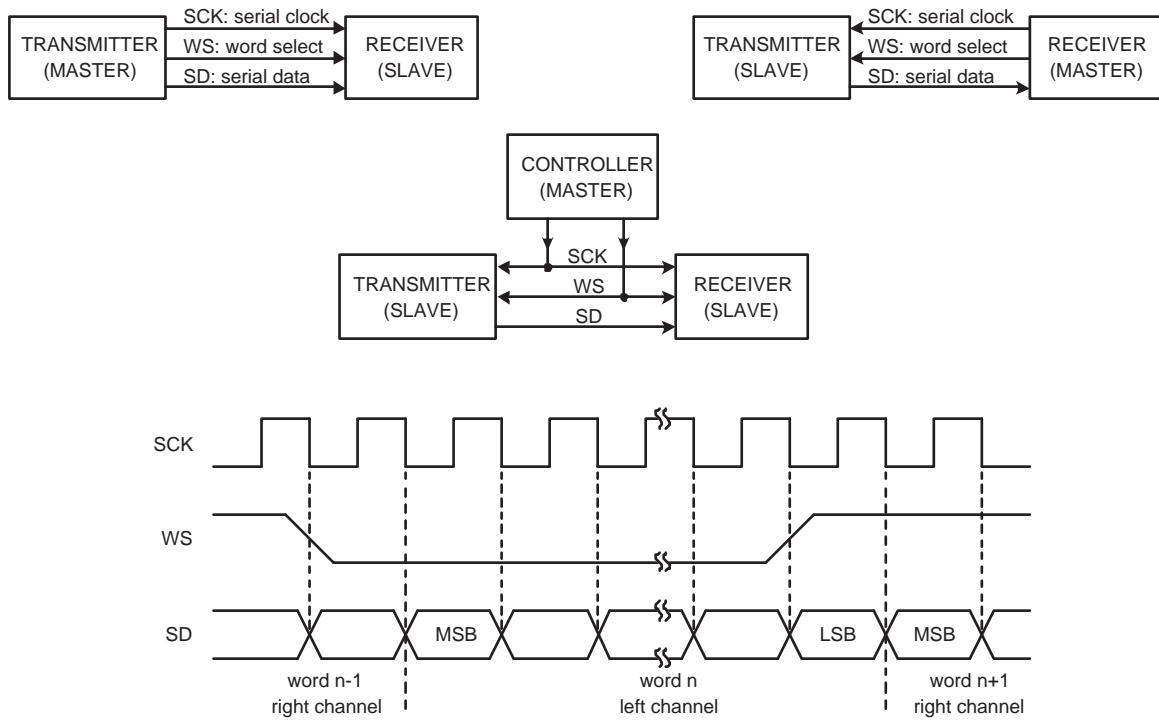 TRANSMITTER
(MASTER)
SCK: serial clock
WS: word select
SD: serial data
RECEIVER
(SLAVE)
TRANSMITTER
(SLAVE)
SCK: serial clock
WS: word select
SD: serial data
RECEIVER
(MASTER)
CONTROLLER
(MASTER)
TRANSMITTER
(SLAVE)
SCK
WS
SD
RECEIVER
(SLAVE)
SCK
WS
SD
MSB
LSB
MSB
word n-1
right channel
word n
left channel
word n+1
right channel